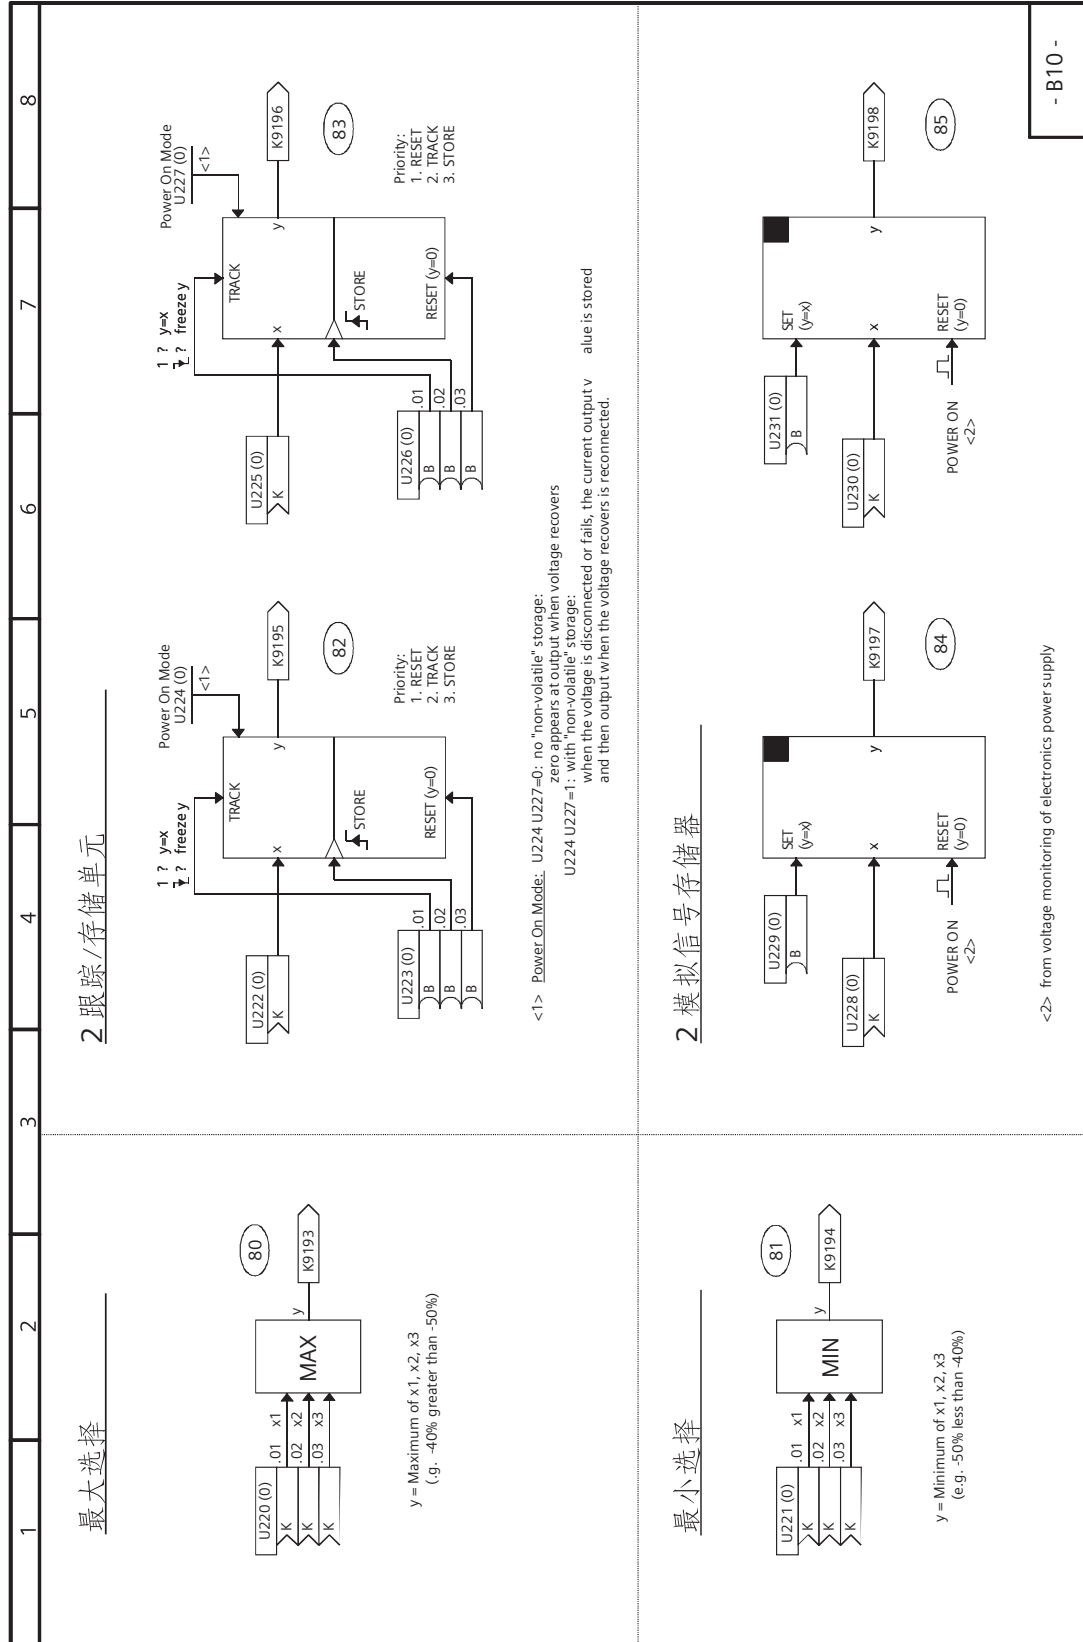 1
2
3
4
5
6
7
8
最大选择
U220 (0)
K
K
K
.01
x1
.02
x2
.03
x3
MAX
y
K9193
80
y = Maximum of x1, x2, x3
(.g. -40% greater than -50%)
2 跟踪/存储单元
U222 (0)
K
U223 (0)
B
B
B
.01
.02
.03
1 ? y=x
? freeze y
TRACK
x
y
STORE
RESET (y=0)
Power On Mode
U224 (0)
<1>
K9195
82
Priority:
1. RESET
2. TRACK
3. STORE
U225 (0)
K
U226 (0)
B
B
B
.01
.02
.03
1 ? y=x
? freeze y
TRACK
x
y
STORE
RESET (y=0)
Power On Mode
U227 (0)
<1>
K9196
83
Priority:
1. RESET
2. TRACK
3. STORE
<1> Power On Mode: U224 U227=0: no "non-volatile" storage:
zero appears at output when voltage recovers
U224 U227=1: with "non-volatile" storage:
when the voltage is disconnected or fails, the current output v alue is stored
and then output when the voltage recovers is reconnected.
最小选择
U221 (0)
K
K
K
.01
x1
.02
x2
.03
x3
MIN
y
K9194
81
y = Minimum of x1, x2, x3
(e.g. -50% less than -40%)
2 模拟信号存储器
U229 (0)
B
U228 (0)
K
POWER ON
<2>
SET
(y=x)
x
y
RESET
(y=0)
K9197
84
U231 (0)
B
U230 (0)
K
POWER ON
<2>
SET
(y=x)
x
y
RESET
(y=0)
K9198
85
<2> from voltage monitoring of electronics power supply
- B10 -